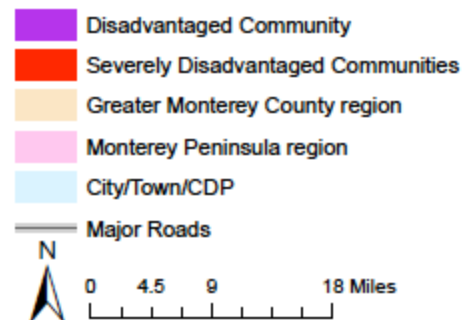 Disadvantaged Community
Severely Disadvantaged Communities
Greater Monterey County region
Monterey Peninsula region
City/Town/CDP
Major Roads
N
0 4.5 9 18 Miles